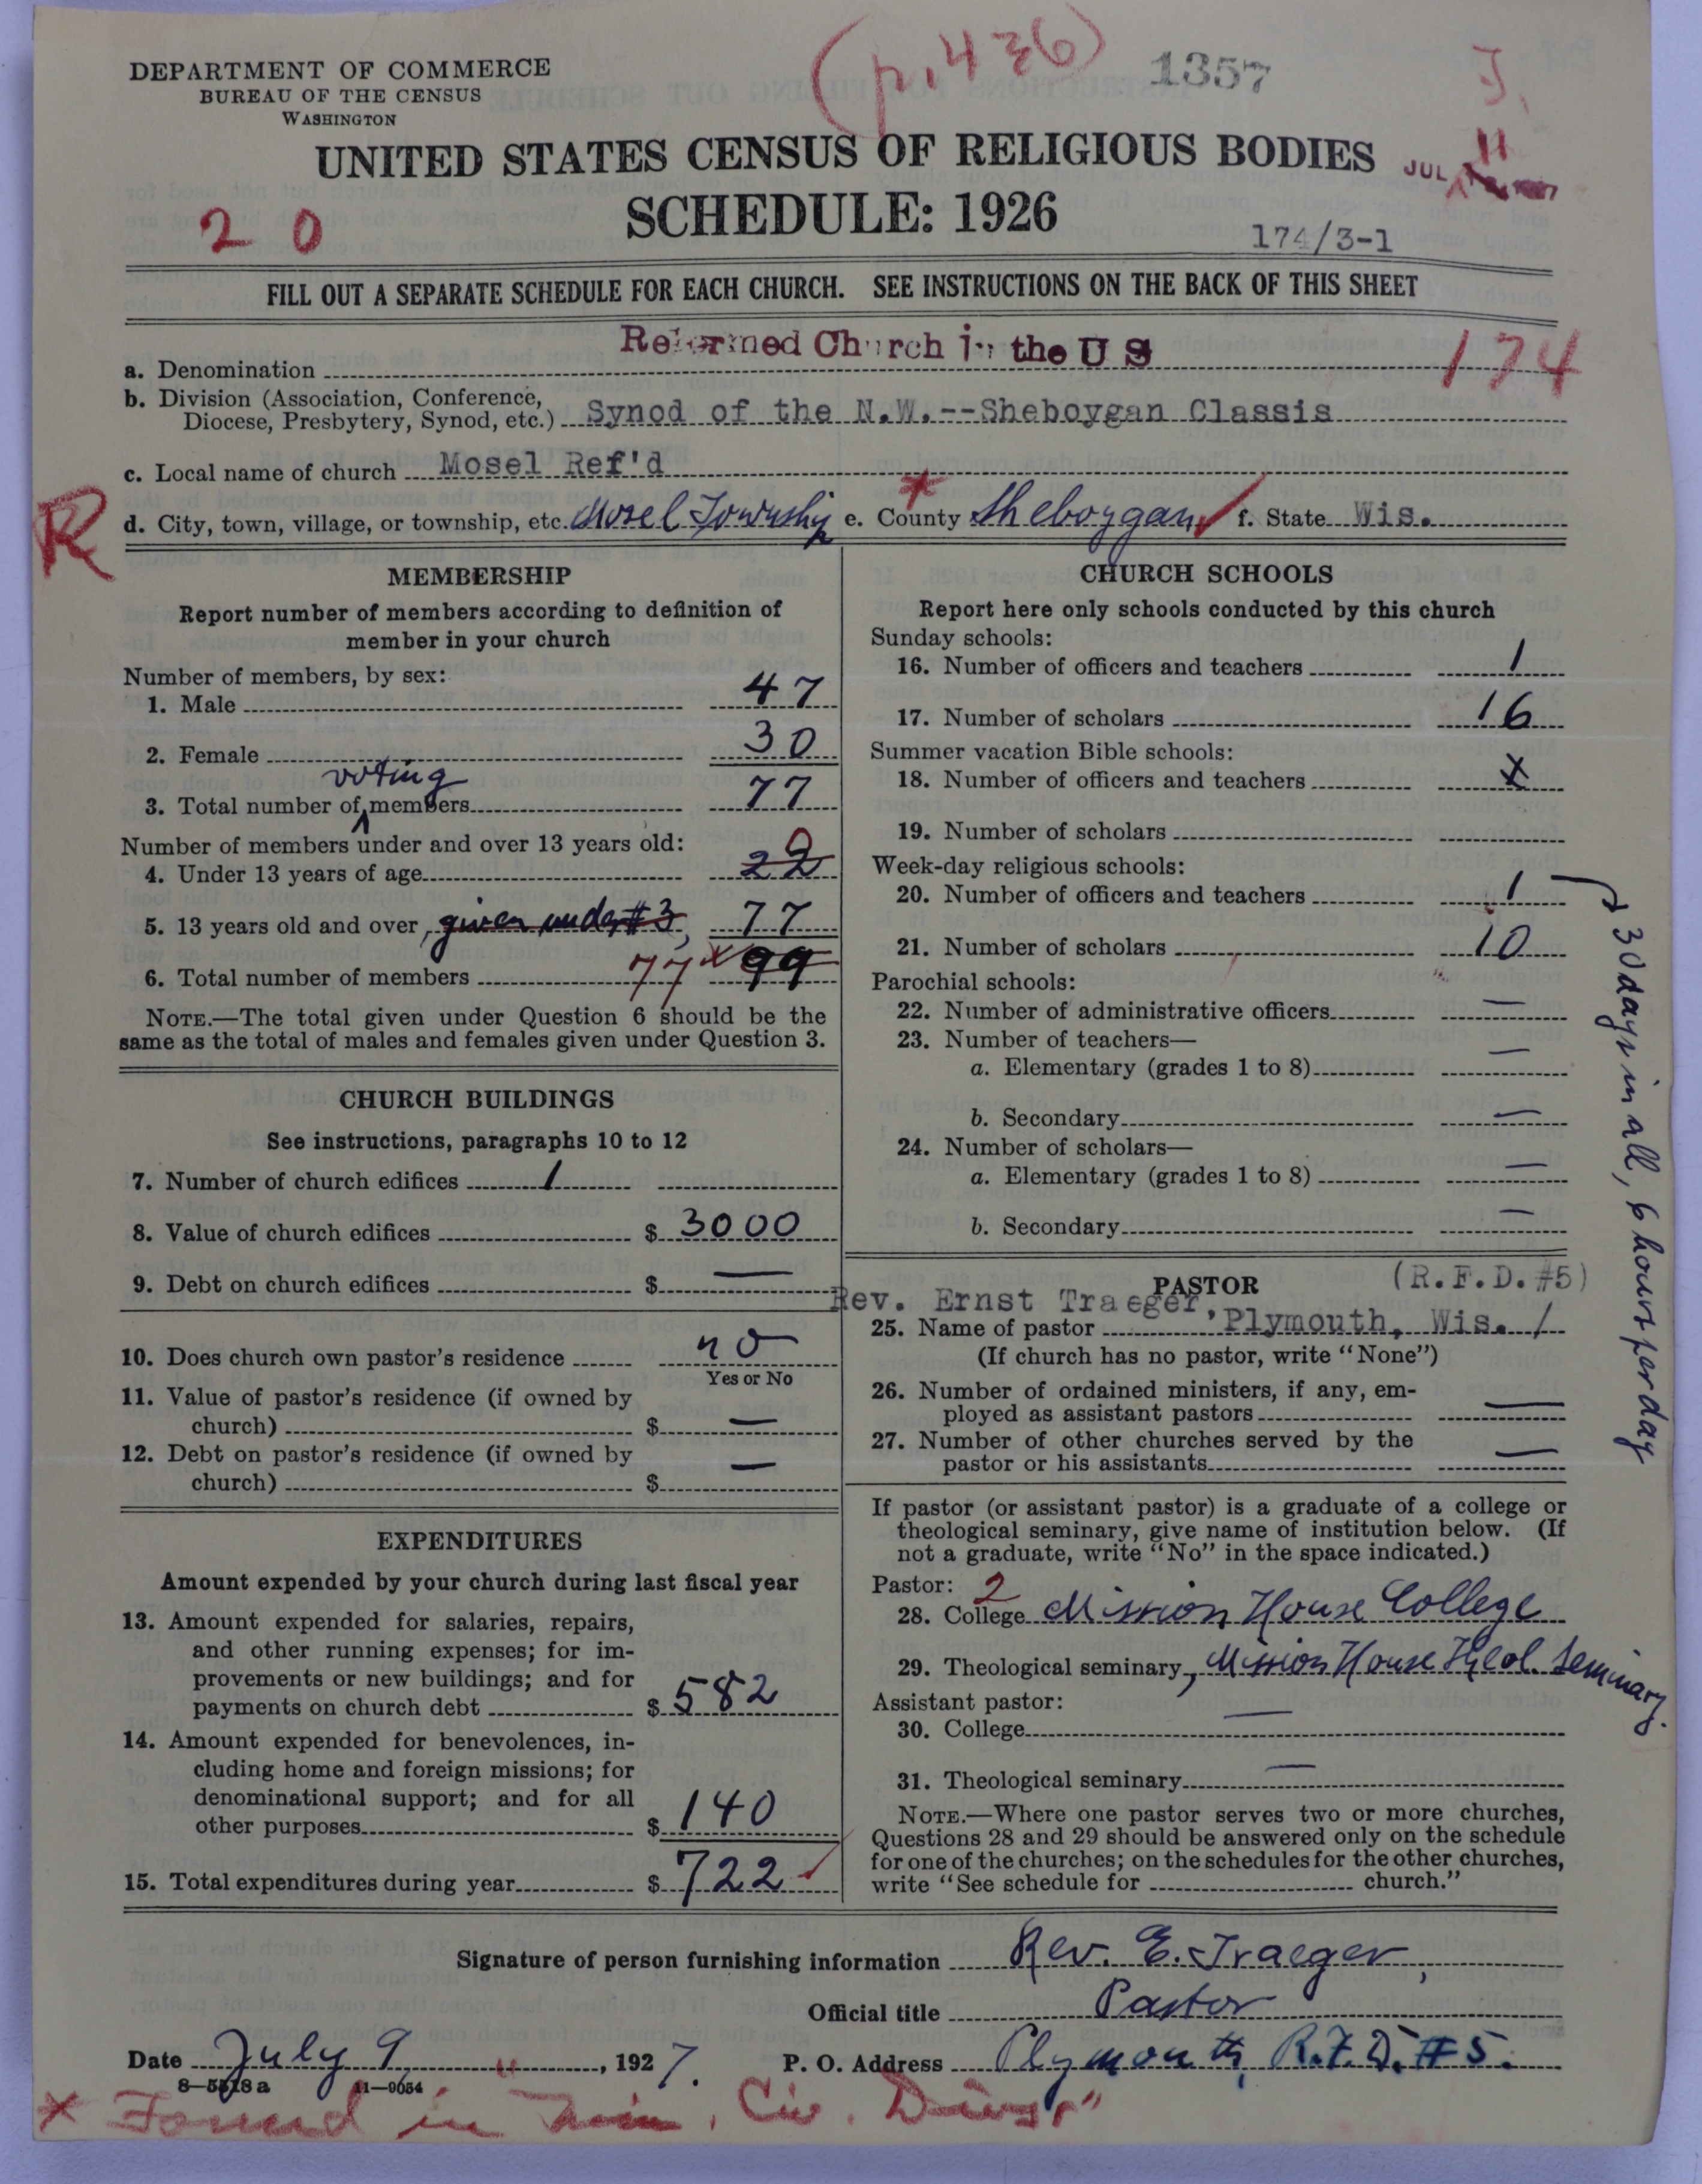 DEPARTMENT OF COMMERCE
BUREAU OF THE CENSUS
WASHINGTON
(p. 436)
1357
J.
UNITED STATES CENSUS OF RELIGIOUS BODIES
JUL 11
SCHEDULE: 1926
2 0
174/3-1
FILL OUT A SEPARATE SCHEDULE FOR EACH CHURCH. SEE INSTRUCTIONS ON THE BACK OF THIS SHEET
a. Denomination Reformed Church in the U S
174
b. Division (Association, Conference,
Diocese, Presbytery, Synod, etc.) Synod of the N.W.--Sheboygan Classis
c. Local name of church Mosel Ref'd
R
d. City, town, village, or township, etc. Mosel Township e. County * Sheboygan ✓ f. State Wis.
MEMBERSHIP
Report number of members according to definition of
member in your church
Number of members, by sex:
1. Male 47
2. Female 30
voting
3. Total number of ^ members 77
Number of members under and over 13 years old:
4. Under 13 years of age 22
5. 13 years old and over, given under #3, 77
6. Total number of members 77 x 99
NOTE.—The total given under Question 6 should be the
same as the total of males and females given under Question 3.
CHURCH BUILDINGS
See instructions, paragraphs 10 to 12
7. Number of church edifices 1
8. Value of church edifices $ 3000
9. Debt on church edifices $ —
10. Does church own pastor's residence no
Yes or No
11. Value of pastor's residence (if owned by
church) $ —
12. Debt on pastor's residence (if owned by
church) $ —
EXPENDITURES
Amount expended by your church during last fiscal year
13. Amount expended for salaries, repairs,
and other running expenses; for im-
provements or new buildings; and for
payments on church debt $ 582
14. Amount expended for benevolences, in-
cluding home and foreign missions; for
denominational support; and for all
other purposes $ 140
15. Total expenditures during year $ 722 ✓
CHURCH SCHOOLS
Report here only schools conducted by this church
Sunday schools:
16. Number of officers and teachers 1
17. Number of scholars 16
Summer vacation Bible schools:
18. Number of officers and teachers x
19. Number of scholars
Week-day religious schools:
20. Number of officers and teachers 1
21. Number of scholars 10
30 days in all, 6 hours per day
Parochial schools:
22. Number of administrative officers —
23. Number of teachers—
a. Elementary (grades 1 to 8) —
b. Secondary —
24. Number of scholars—
a. Elementary (grades 1 to 8) —
b. Secondary —
PASTOR
(R.F.D. #5)
Rev. Ernst Traeger,
25. Name of pastor Plymouth, Wis. /
(If church has no pastor, write "None")
26. Number of ordained ministers, if any, em-
ployed as assistant pastors —
27. Number of other churches served by the
pastor or his assistants —
If pastor (or assistant pastor) is a graduate of a college or
theological seminary, give name of institution below. (If
not a graduate, write "No" in the space indicated.)
Pastor: 2
28. College Mission House College
29. Theological seminary, Mission House Theol. Seminary.
Assistant pastor:
30. College —
31. Theological seminary —
NOTE.—Where one pastor serves two or more churches,
Questions 28 and 29 should be answered only on the schedule
for one of the churches; on the schedules for the other churches,
write "See schedule for church."
Signature of person furnishing information Rev. E. Traeger,
Official title Pastor
Date July 9, 1927. P. O. Address Plymouth, R.F.D. #5.
8-5518a 11-9054
* Found in "Min. Civ. Divs."